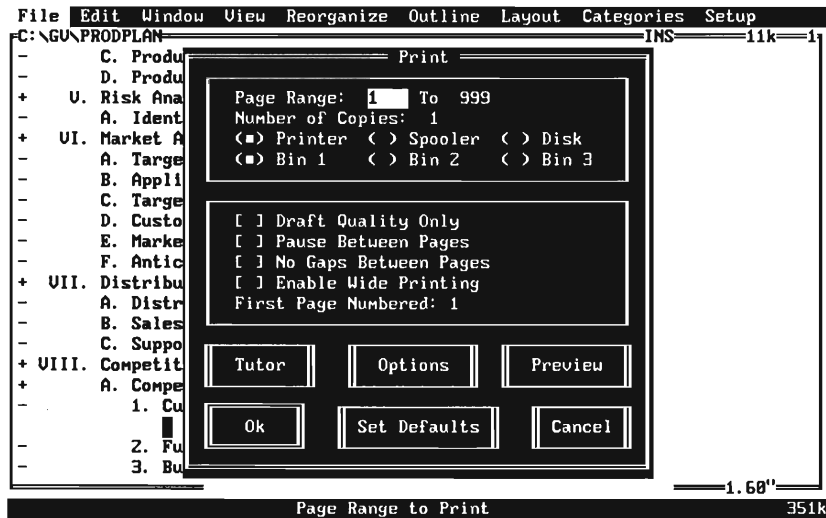 File Edit Window View Reorganize Outline Layout Categories Setup
C:\GV\PRODPLAN INS 11k 1
- C. Produ
- D. Produ
+ V. Risk Ana
- A. Ident
+ VI. Market A
- A. Targe
- B. Appli
- C. Targe
- D. Custo
- E. Marke
- F. Antic
+ VII. Distribu
- A. Distr
- B. Sales
- C. Suppo
+ VIII. Competit
+ A. Compe
- 1. Cu
- 2. Fu
- 3. Bu
Print
Page Range: 1 To 999
Number of Copies: 1
(■) Printer ( ) Spooler ( ) Disk
(■) Bin 1 ( ) Bin 2 ( ) Bin 3
[ ] Draft Quality Only
[ ] Pause Between Pages
[ ] No Gaps Between Pages
[ ] Enable Wide Printing
First Page Numbered: 1
Tutor Options Preview
Ok Set Defaults Cancel
1.60"
Page Range to Print 351k